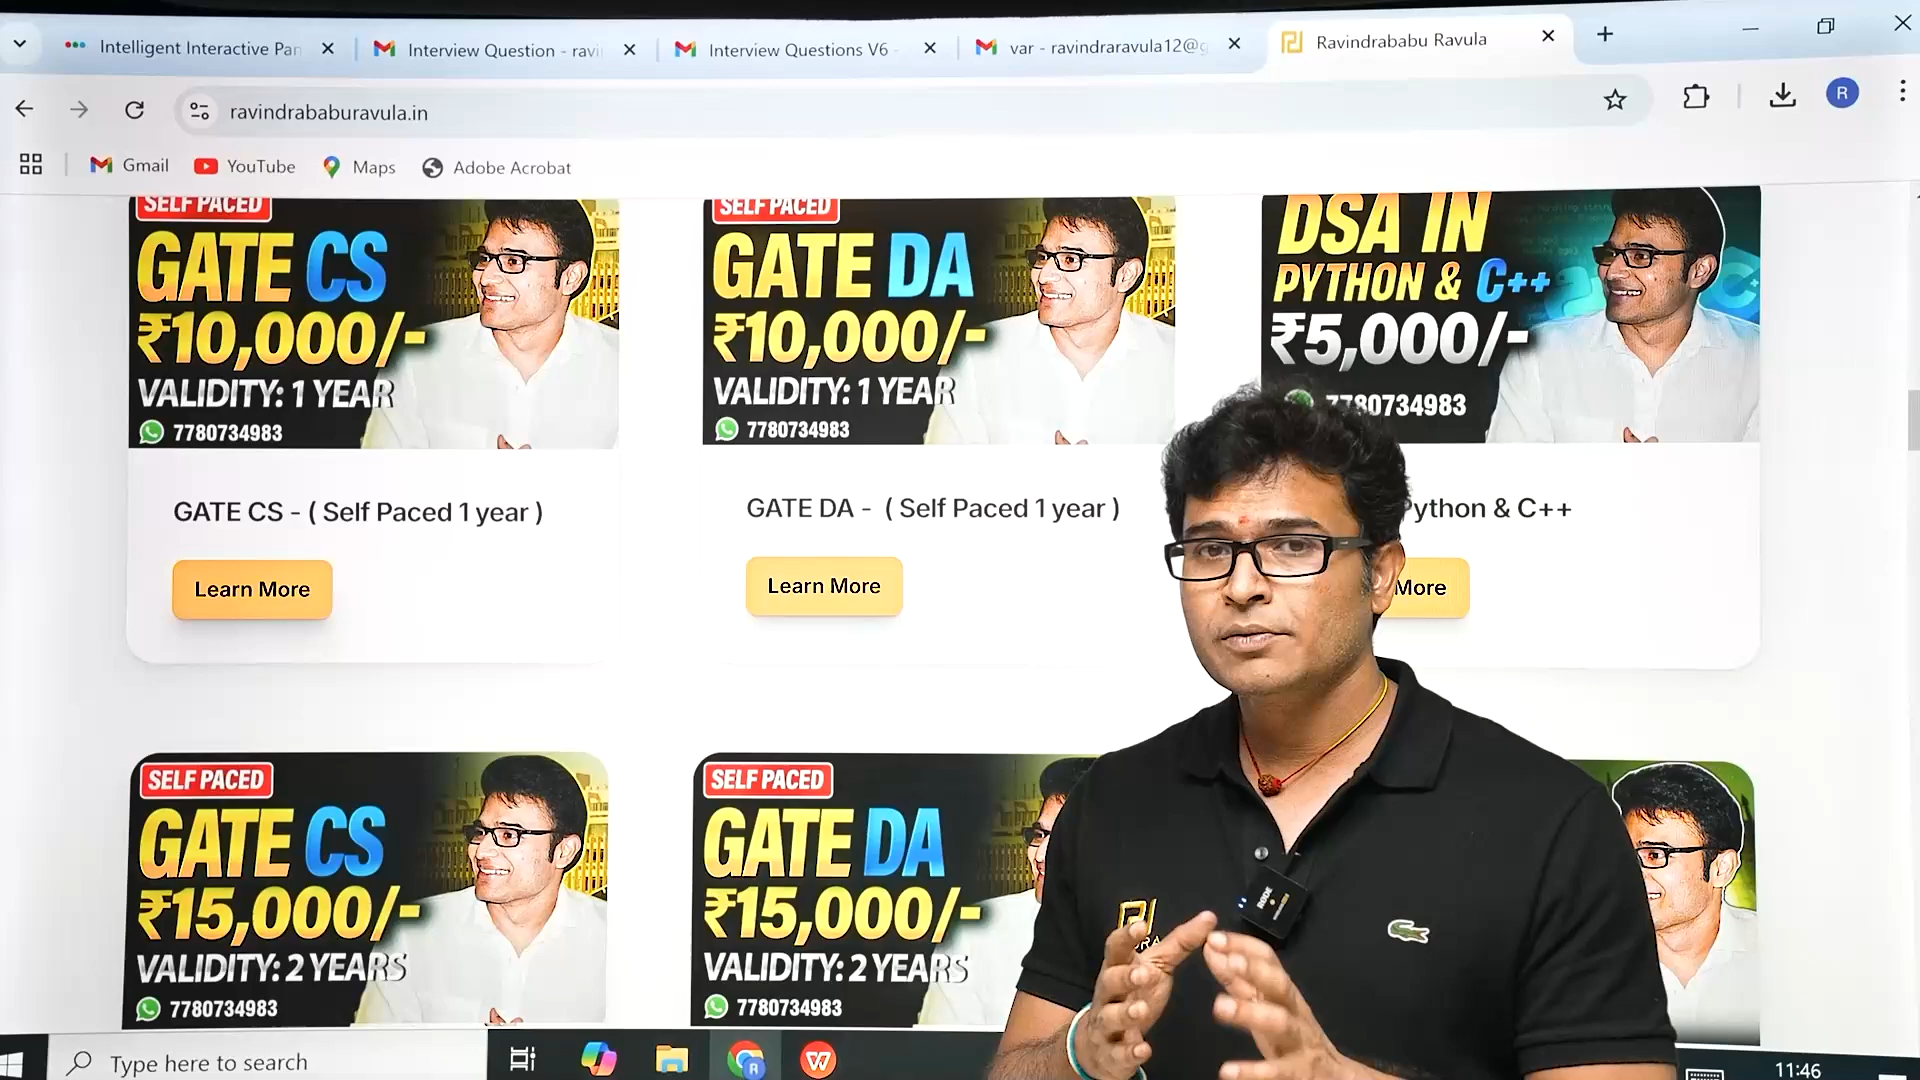 Intelligent Interactive Pan
Interview Question - ravi
Interview Questions V6 -
var - ravindraravula12@g
Ravindrababu Ravula
ravindrababuravula.in
R
Gmail
YouTube
Maps
Adobe Acrobat
SELF PACED
GATE CS
₹10,000/-
VALIDITY: 1 YEAR
7780734983
SELF PACED
GATE DA
₹10,000/-
VALIDITY: 1 YEAR
7780734983
DSA IN
PYTHON & C++
₹5,000/-
7780734983
GATE CS - ( Self Paced 1 year )
GATE DA - ( Self Paced 1 year )
Python & C++
Learn More
Learn More
More
SELF PACED
GATE CS
₹15,000/-
VALIDITY: 2 YEARS
7780734983
SELF PACED
GATE DA
₹15,000/-
VALIDITY: 2 YEARS
7780734983
RODE
Type here to search
R
11:46